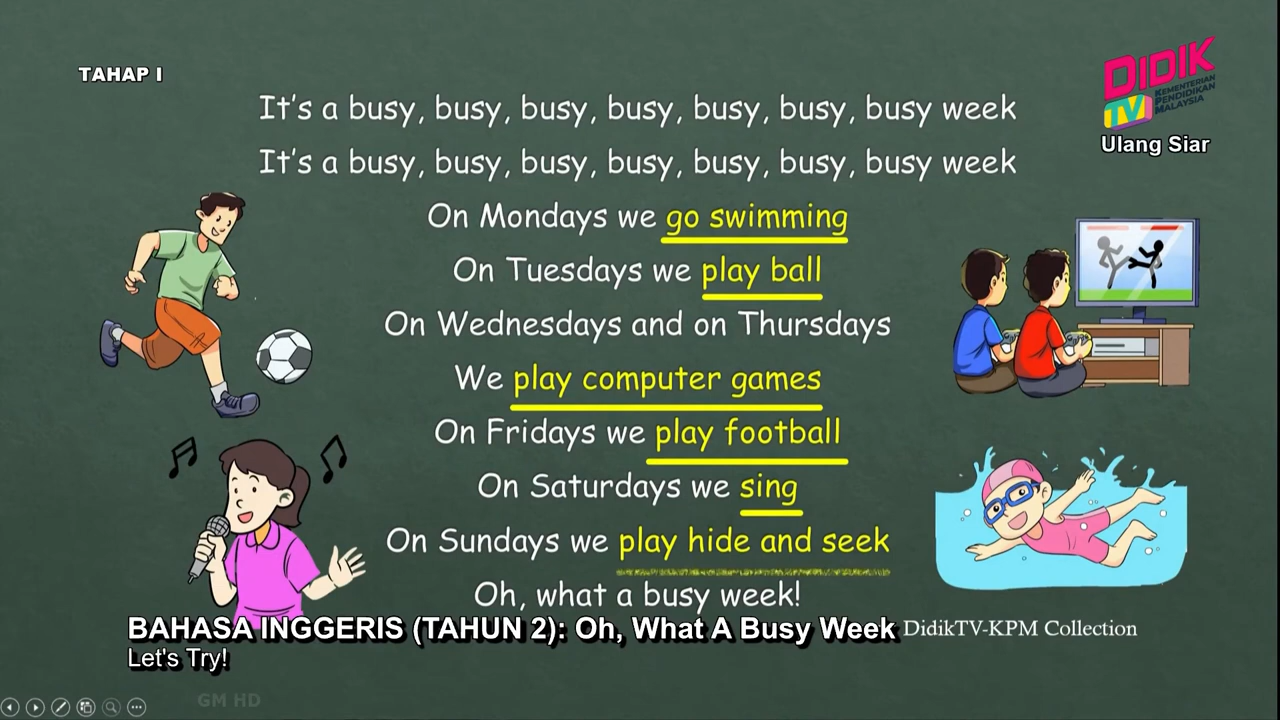 TAHAP I
DIDIK
TV
KEMENTERIAN
PENDIDIKAN
MALAYSIA
Ulang Siar
It's a busy, busy, busy, busy, busy, busy, busy week
It's a busy, busy, busy, busy, busy, busy, busy week
On Mondays we go swimming
On Tuesdays we play ball
On Wednesdays and on Thursdays
We play computer games
On Fridays we play football
On Saturdays we sing
On Sundays we play hide and seek
Oh, what a busy week!
BAHASA INGGERIS (TAHUN 2): Oh, What A Busy Week
DidikTV-KPM Collection
Let's Try!
GM HD